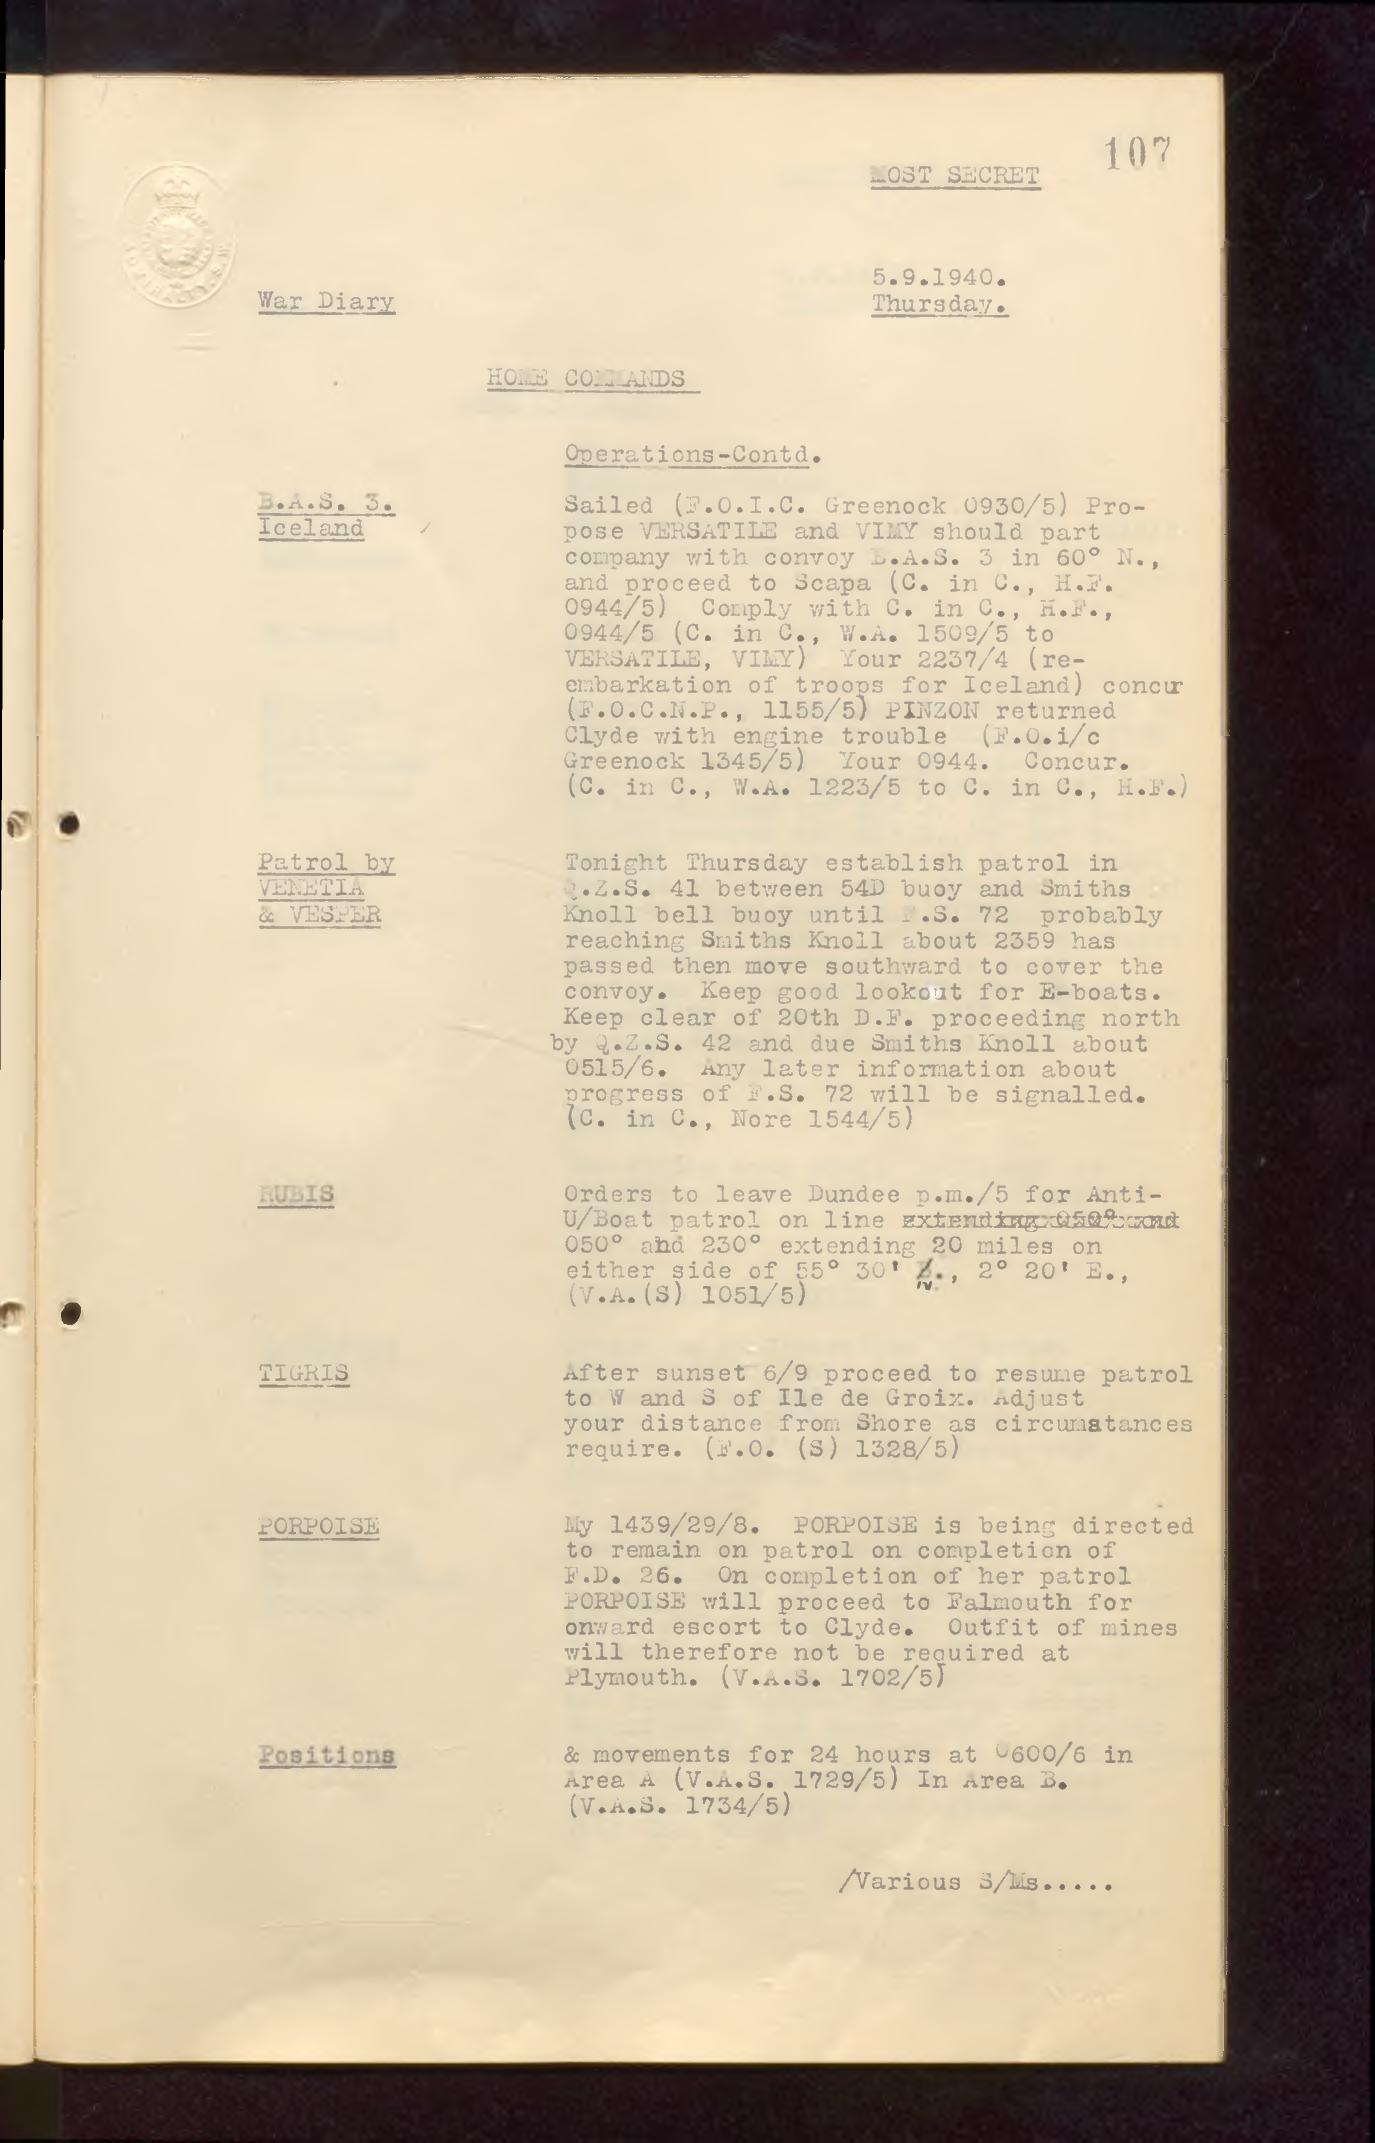 107
MOST SECRET
5.9.1940.
War Diary
Thursday.
HOME COMMANDS
Operations-Contd.
B.A.S. 3.
Iceland
Sailed (F.O.I.C. Greenock 0930/5) Pro-
pose VERSATILE and VIMY should part
company with convoy B.A.S. 3 in 60° N.,
and proceed to Scapa (C. in C., H.F.
0944/5) Comply with C. in C., H.F.,
0944/5 (C. in C., W.A. 1509/5 to
VERSATILE, VIMY) Your 2237/4 (re-
embarkation of troops for Iceland) concur
(F.O.C.N.P., 1155/5) PINZON returned
Clyde with engine trouble (F.O.i/c
Greenock 1345/5) Your 0944. Concur.
(C. in C., W.A. 1223/5 to C. in C., H.F.)
Patrol by
VENETIA
& VESPER
Tonight Thursday establish patrol in
Q.Z.S. 41 between 54D buoy and Smiths
Knoll bell buoy until F.S. 72 probably
reaching Smiths Knoll about 2359 has
passed then move southward to cover the
convoy. Keep good lookout for E-boats.
Keep clear of 20th D.F. proceeding north
by Q.Z.S. 42 and due Smiths Knoll about
0515/6. Any later information about
progress of F.S. 72 will be signalled.
(C. in C., Nore 1544/5)
RUBIS
Orders to leave Dundee p.m./5 for Anti-
U/Boat patrol on line extending 050° and
050° and 230° extending 20 miles on
either side of 55° 30' N., 2° 20' E.,
(V.A.(S) 1051/5)
TIGRIS
After sunset 6/9 proceed to resume patrol
to W and S of Ile de Groix. Adjust
your distance from Shore as circumstances
require. (F.O. (S) 1328/5)
PORPOISE
My 1439/29/8. PORPOISE is being directed
to remain on patrol on completion of
F.D. 26. On completion of her patrol
PORPOISE will proceed to Falmouth for
onward escort to Clyde. Outfit of mines
will therefore not be required at
Plymouth. (V.A.S. 1702/5)
Positions
& movements for 24 hours at 0600/6 in
Area A (V.A.S. 1729/5) In Area B.
(V.A.S. 1734/5)
/Various S/Ms.....